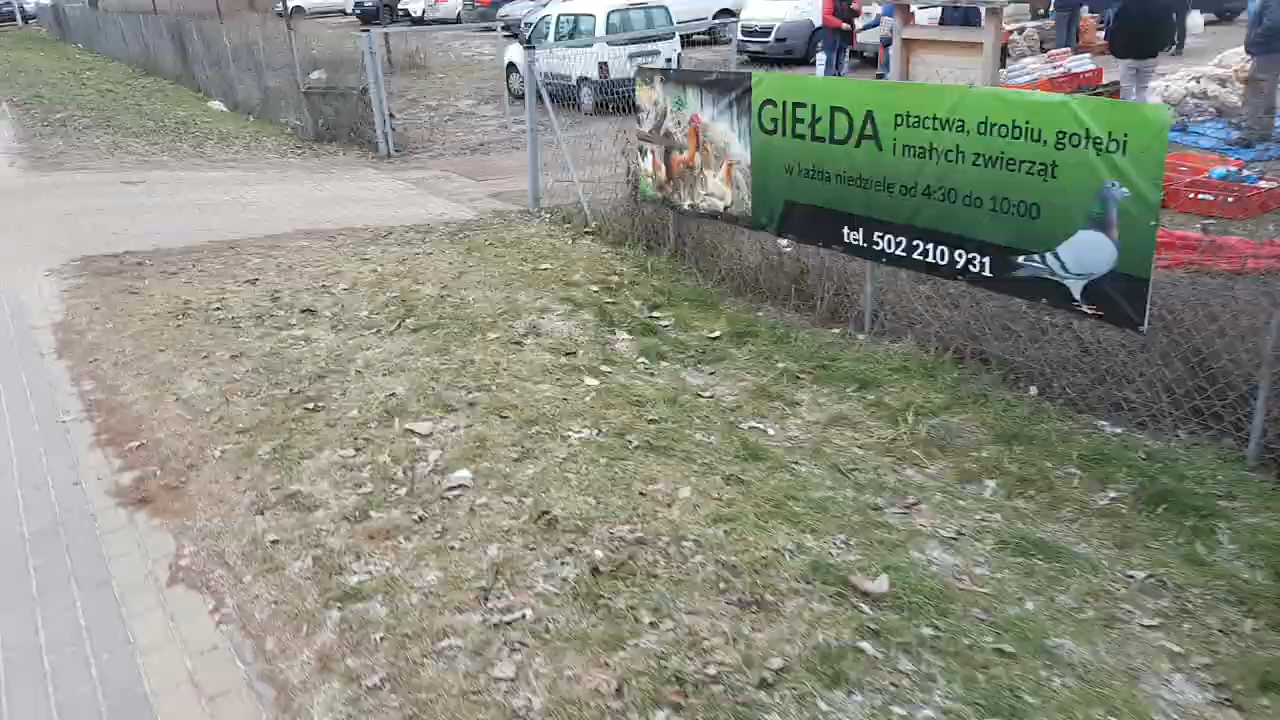 GIEŁDA
ptactwa, drobiu, gołębi
i małych zwierząt
w każdą niedzielę od 4:30 do 10:00
tel. 502 210 931